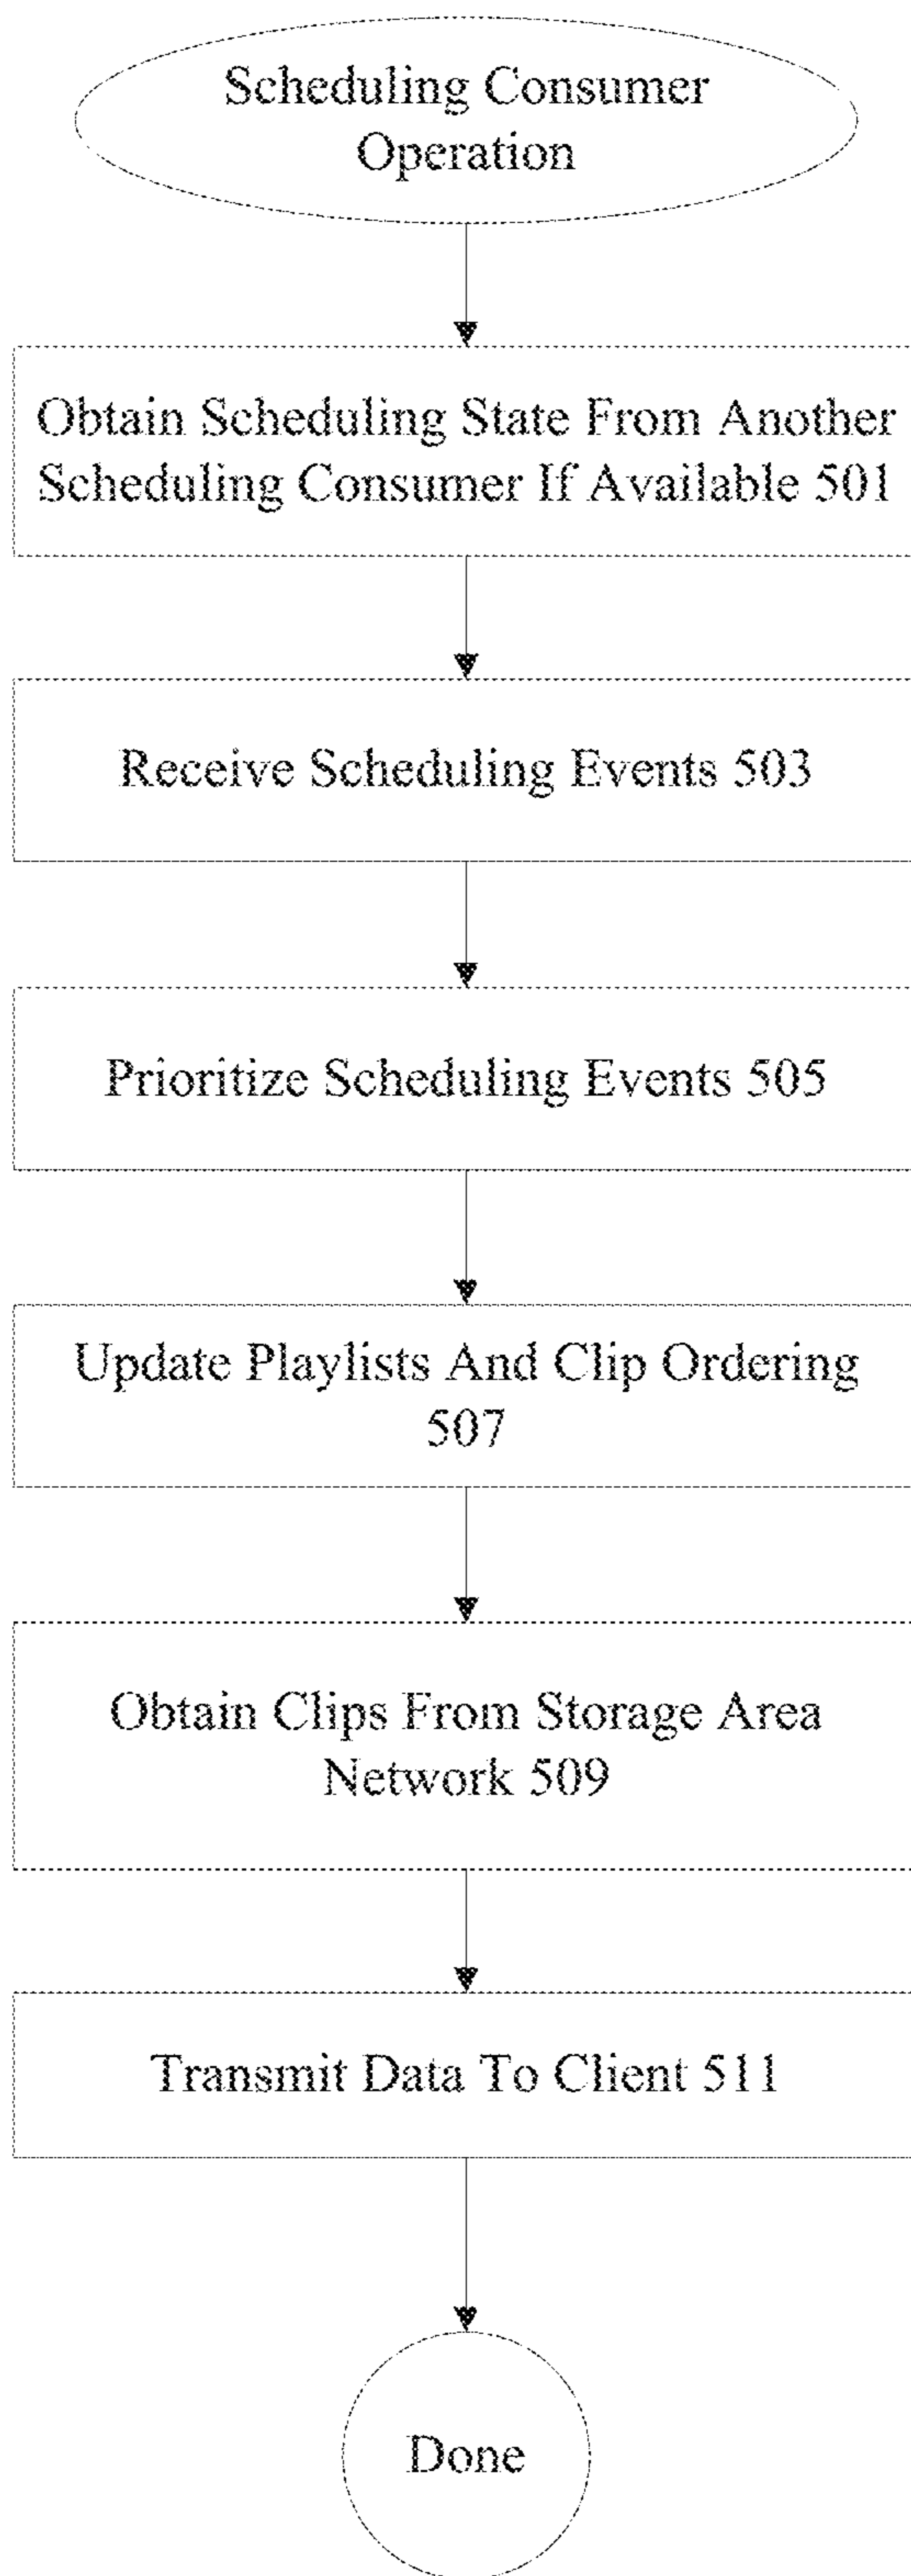 Scheduling Consumer
Operation
Obtain Scheduling State From Another
Scheduling Consumer If Available 501
Receive Scheduling Events 503
Prioritize Scheduling Events 505
Update Playlists And Clip Ordering
507
Obtain Clips From Storage Area
Network 509
Transmit Data To Client 511
Done